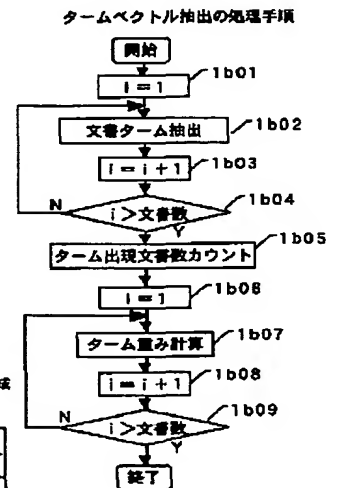 タームベクトル抽出の処理手順
開始
i = 1
1b01
文書ターム抽出
1b02
i = i + 1
1b03
i > 文書数
1b04
N
Y
ターム出現文書数カウント
1b05
i = 1
1b06
ターム重み計算
1b07
i = i + 1
1b08
i > 文書数
1b09
N
Y
終了